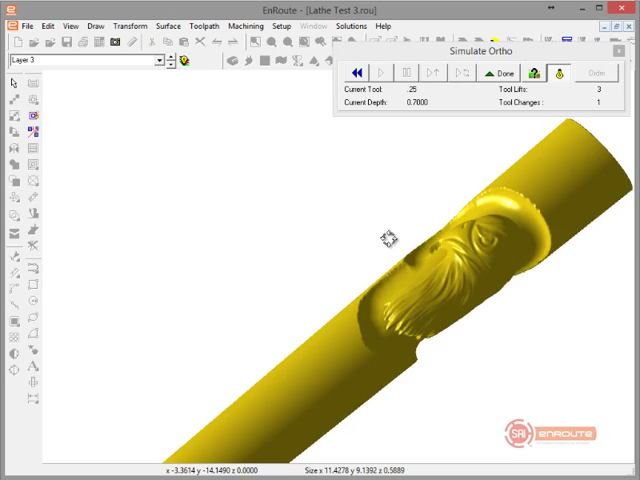 EnRoute - [Lathe Test 3.rou]
File Edit View Draw Transform Surface Toolpath Machining Setup Window Solutions Help
Layer 3
Simulate Ortho
Done Order
Current Tool: .25 Tool Lifts: 3
Current Depth: 0.7000 Tool Changes : 1
SAi ENROUTE
x -3.3614 y -14.1490 z 0.0000 Size x 11.4278 y 9.1392 z 0.5889